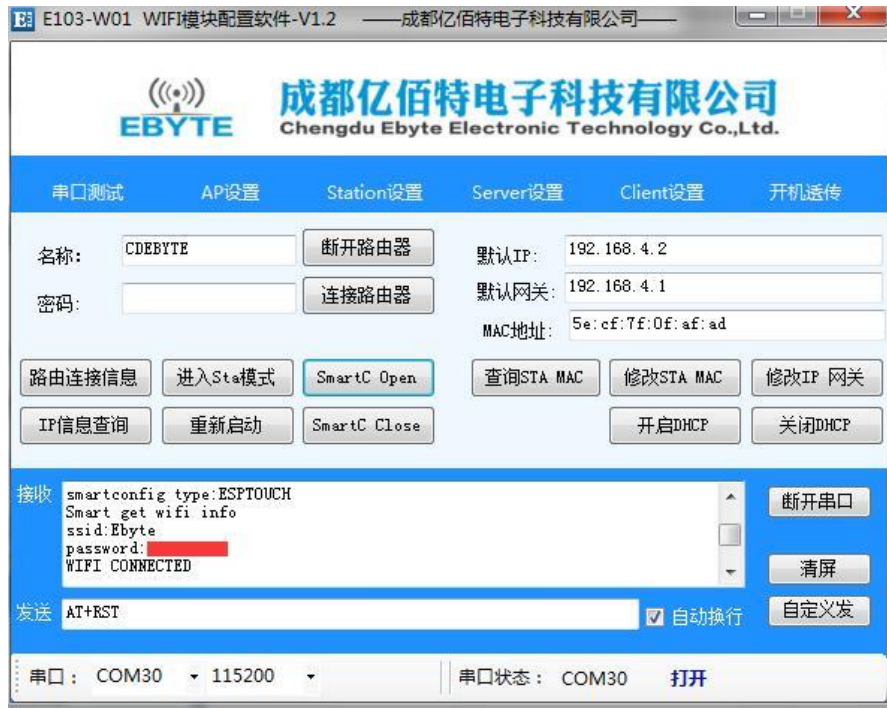 E103-W01 WIFI模块配置软件-V1.2 ——成都亿佰特电子科技有限公司——
EBYTE
成都亿佰特电子科技有限公司
Chengdu Ebyte Electronic Technology Co.,Ltd.
串口测试 AP设置 Station设置 Server设置 Client设置 开机透传
名称: CDEBYTE 断开路由器 默认IP: 192.168.4.2
密码: 连接路由器 默认网关: 192.168.4.1
MAC地址: 5e:cf:7f:0f:af:ad
路由连接信息 进入Sta模式 SmartC Open 查询STA MAC 修改STA MAC 修改IP 网关
IP信息查询 重新启动 SmartC Close 开启DHCP 关闭DHCP
接收 smartconfig type:ESPTOUCH 断开串口
Smart get wifi info
ssid:Ebyte
password:
WIFI CONNECTED 清屏
发送 AT+RST 自动换行 自定义发
串口: COM30 115200 串口状态: COM30 打开